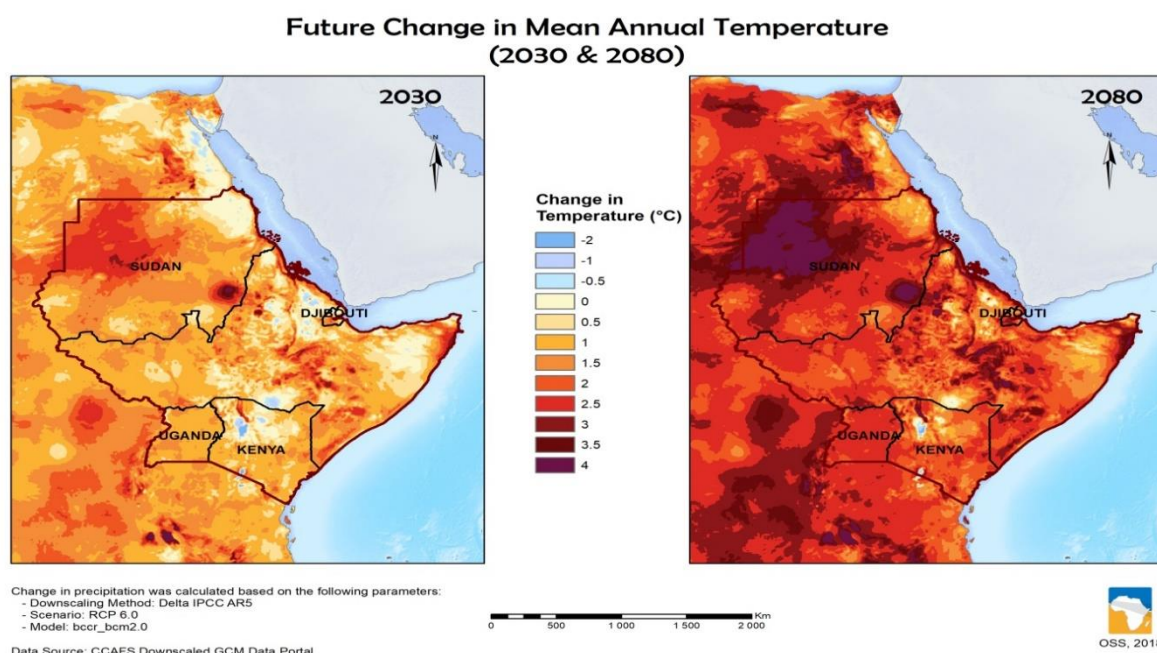 Future Change in Mean Annual Temperature
(2030 & 2080)
2030
N
SUDAN
DJIBOUTI
UGANDA
KENYA
Change in
Temperature (°C)
-2
-1
-0.5
0
0.5
1
1.5
2
2.5
3
3.5
4
2080
N
SUDAN
DJIBOUTI
UGANDA
KENYA
Change in precipitation was calculated based on the following parameters:
- Downscaling Method: Delta IPCC AR5
- Scenario: RCP 6.0
- Model: bccr_bcm2.0
Data Source: CCAFS Downscaled GCM Data Portal
Km
0 250 500 1 000 1 500 2 000
OSS, 2018